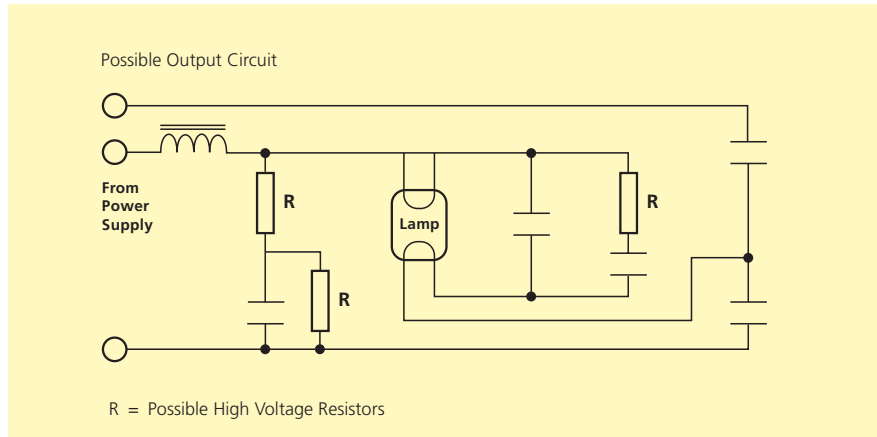 Possible Output Circuit
From
Power
Supply
R
Lamp
R
R
R = Possible High Voltage Resistors